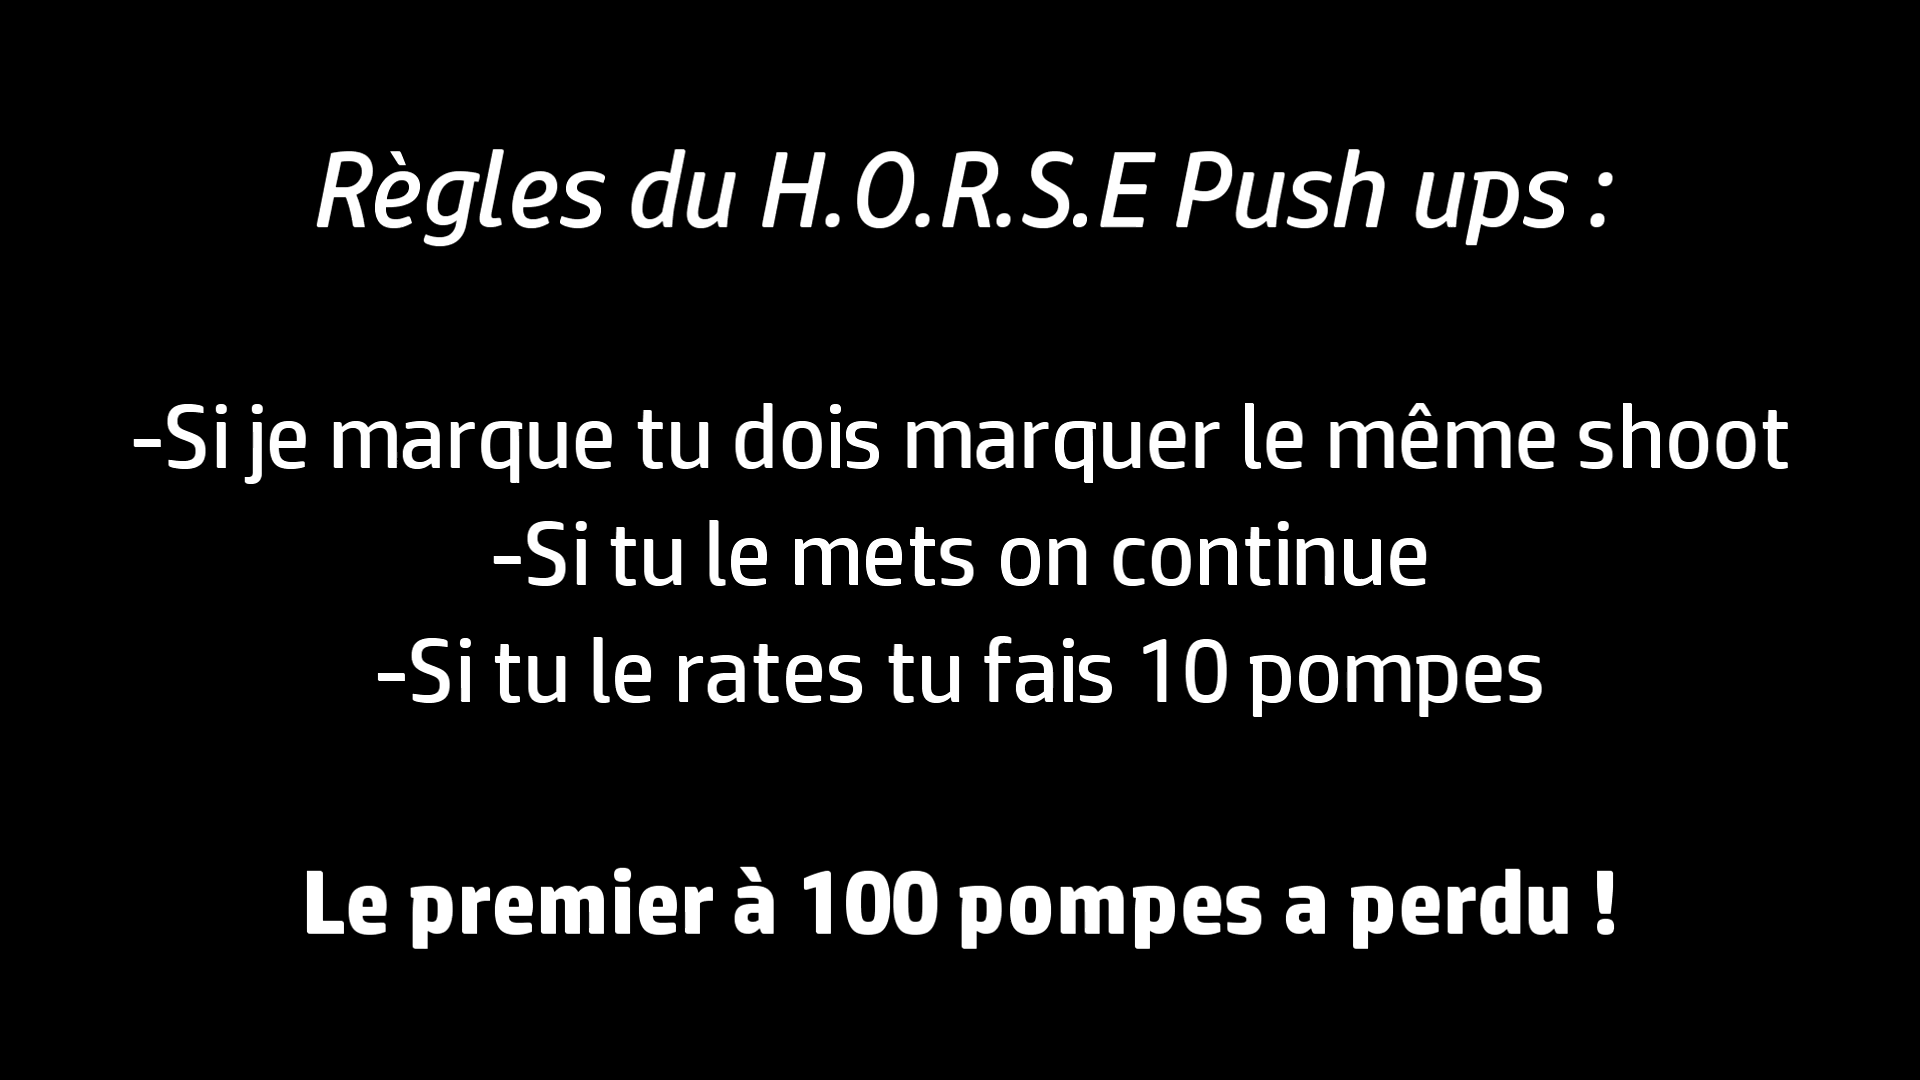 Règles du H.O.R.S.E Push ups :
-Si je marque tu dois marquer le même shoot
-Si tu le mets on continue
-Si tu le rates tu fais 10 pompes
Le premier à 100 pompes a perdu !